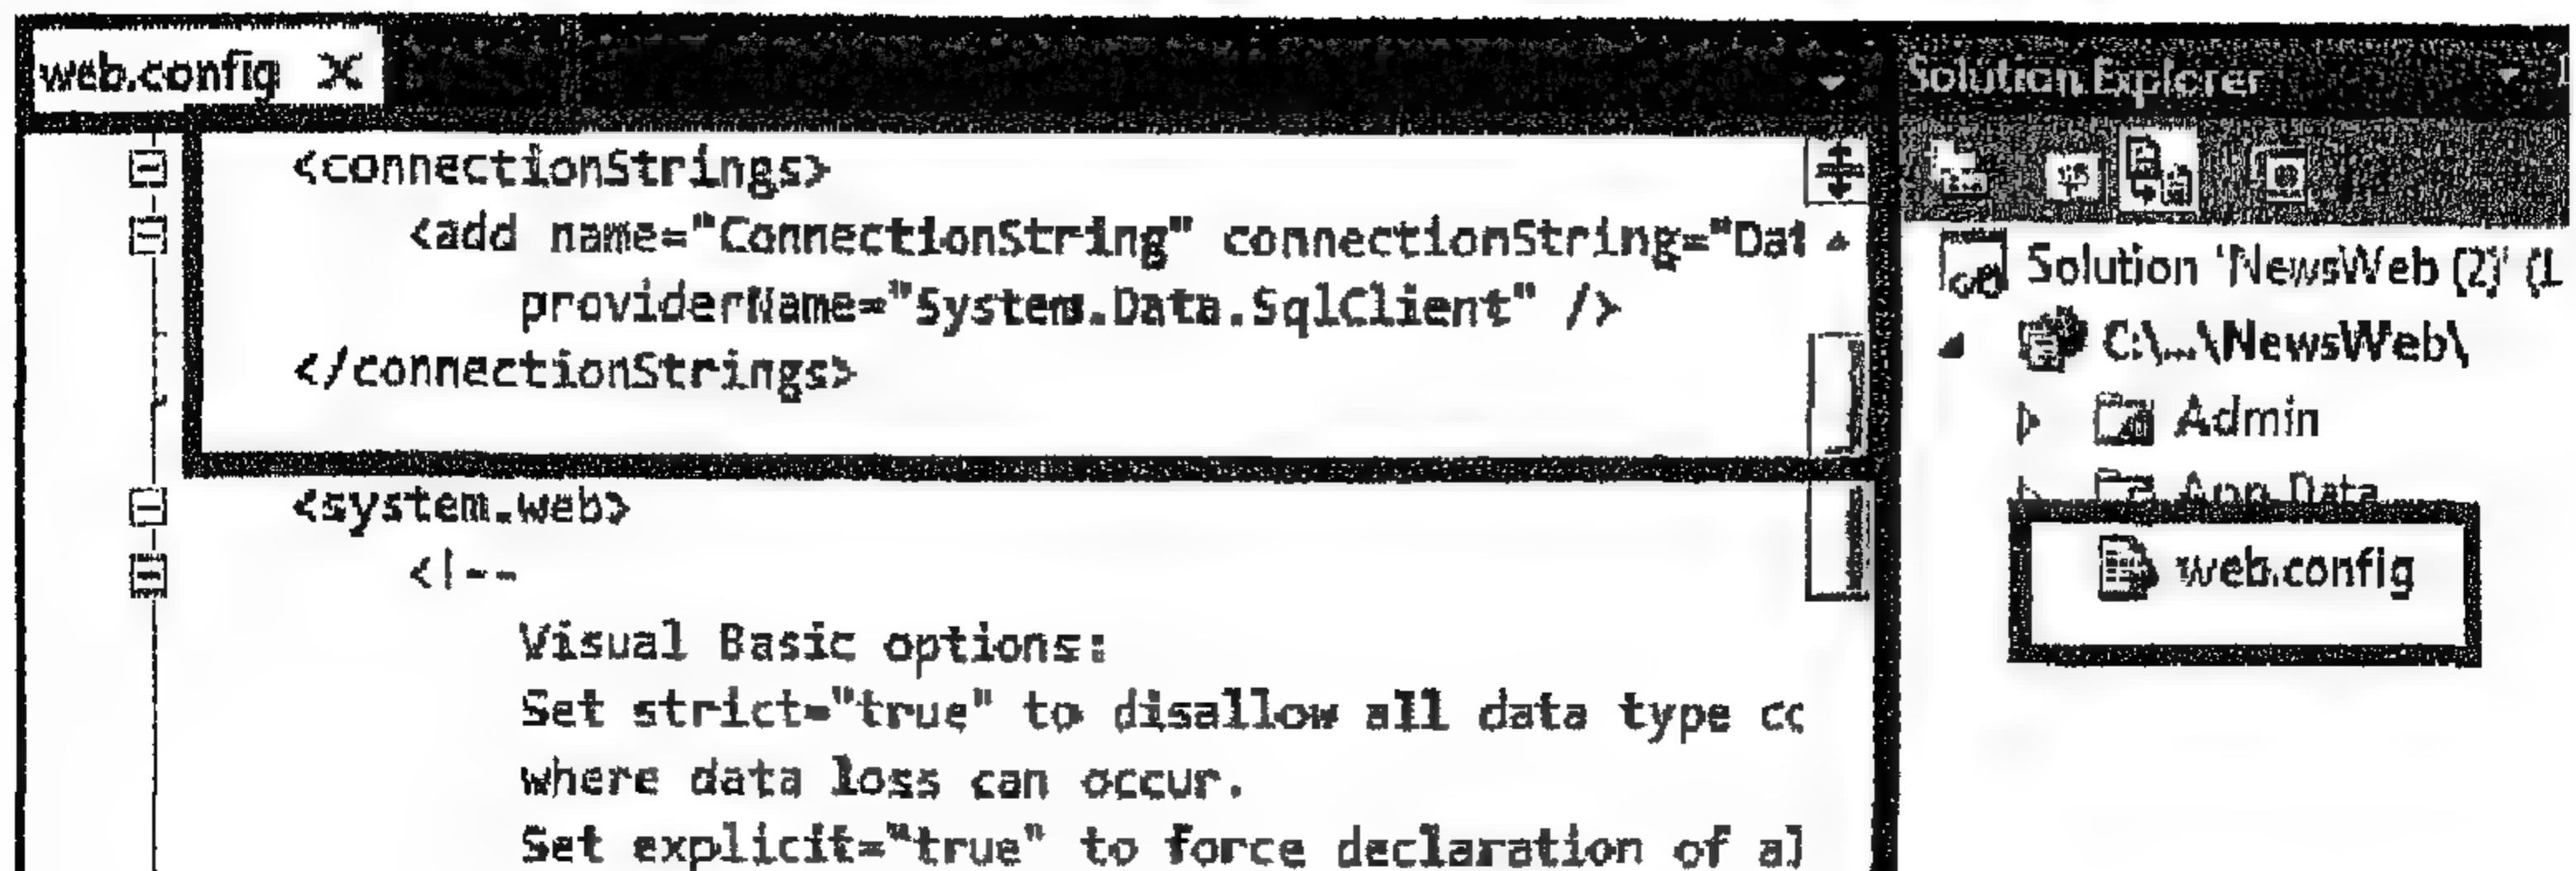 web.config X
<connectionStrings>
<add name="ConnectionString" connectionString="Dat
providerName="System.Data.SqlClient" />
</connectionStrings>
<system.web>
<!--
Visual Basic options:
Set strict="true" to disallow all data type co
where data loss can occur.
Set explicit="true" to force declaration of al
Solution Explorer
Solution 'NewsWeb (2)' (1
C:\...\NewsWeb\
Admin
App_Data
web.config